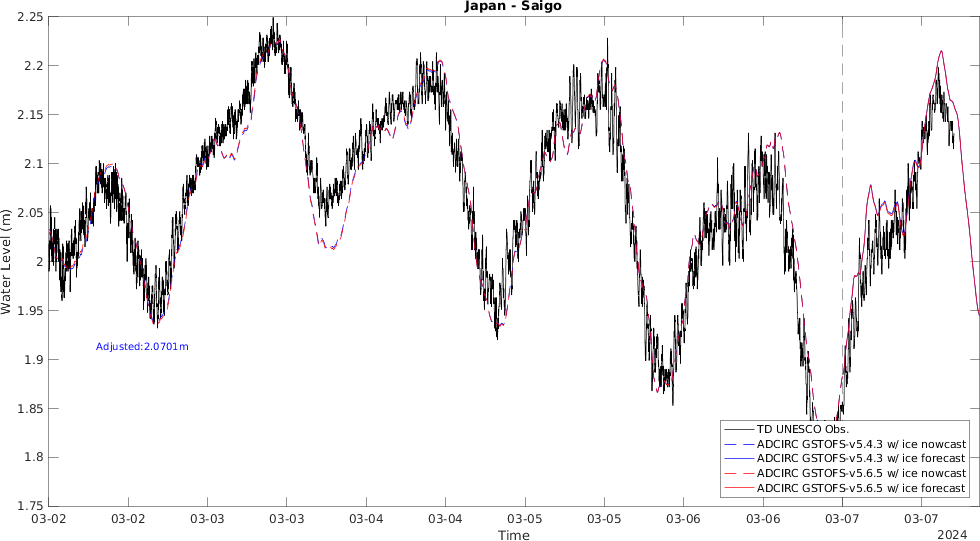 Japan - Saigo
2.25
2.2
2.15
2.1
2.05
2
1.95
1.9
1.85
1.8
1.75
Water Level (m)
Adjusted:2.0701m
TD UNESCO Obs.
ADCIRC GSTOFS-v5.4.3 w/ ice nowcast
ADCIRC GSTOFS-v5.4.3 w/ ice forecast
ADCIRC GSTOFS-v5.6.5 w/ ice nowcast
ADCIRC GSTOFS-v5.6.5 w/ ice forecast
03-02 03-02 03-03 03-03 03-04 03-04 03-05 03-05 03-06 03-06 03-07 03-07
Time
2024